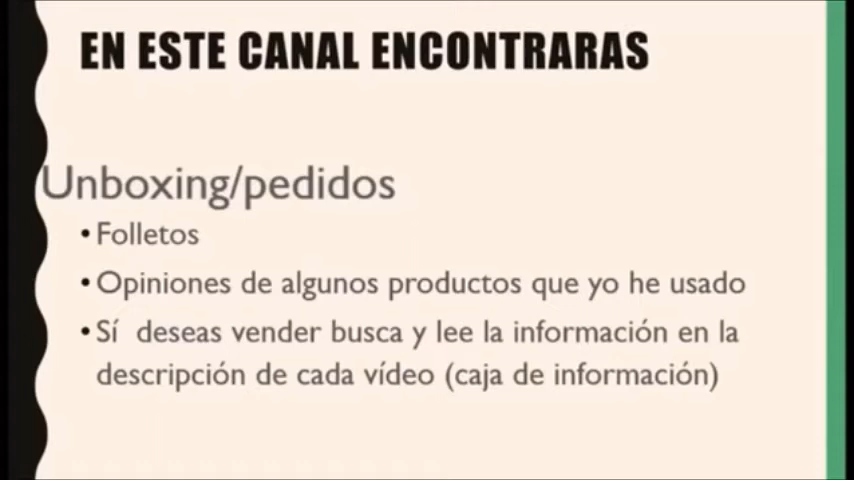 EN ESTE CANAL ENCONTRARAS
Unboxing/pedidos
• Folletos
• Opiniones de algunos productos que yo he usado
• Sí  deseas vender busca y lee la información en la
descripción de cada vídeo (caja de información)